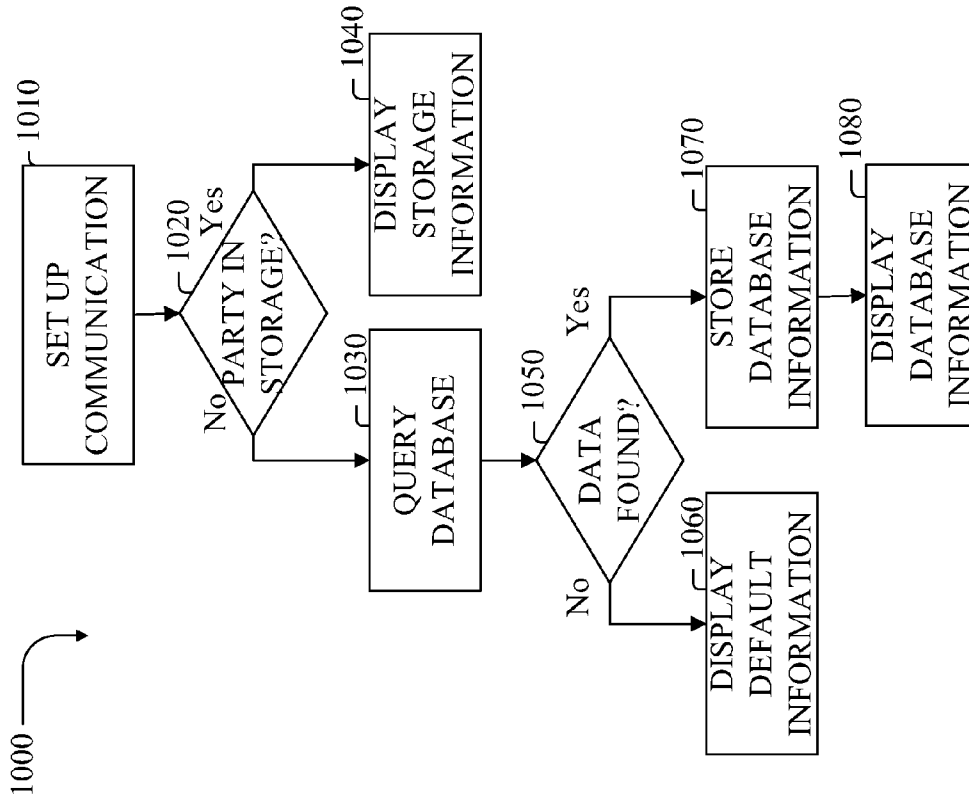 1000
1010
SET UP
COMMUNICATION
1020
PARTY IN
STORAGE?
No
Yes
1030
QUERY
DATABASE
1040
DISPLAY
STORAGE
INFORMATION
1050
DATA
FOUND?
No
Yes
1060
DISPLAY
DEFAULT
INFORMATION
1070
STORE
DATABASE
INFORMATION
1080
DISPLAY
DATABASE
INFORMATION